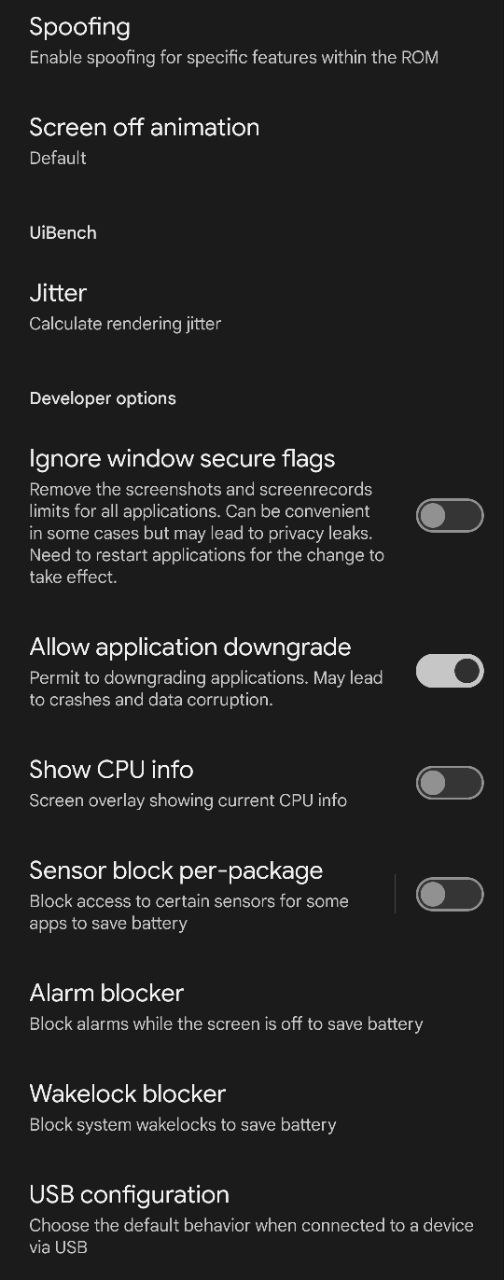 Spoofing
Enable spoofing for specific features within the ROM
Screen off animation
Default
UiBench
Jitter
Calculate rendering jitter
Developer options
Ignore window secure flags
Remove the screenshots and screenrecords
limits for all applications. Can be convenient
in some cases but may lead to privacy leaks.
Need to restart applications for the change to
take effect.
Allow application downgrade
Permit to downgrading applications. May lead
to crashes and data corruption.
Show CPU info
Screen overlay showing current CPU info
Sensor block per-package
Block access to certain sensors for some
apps to save battery
Alarm blocker
Block alarms while the screen is off to save battery
Wakelock blocker
Block system wakelocks to save battery
USB configuration
Choose the default behavior when connected to a device
via USB